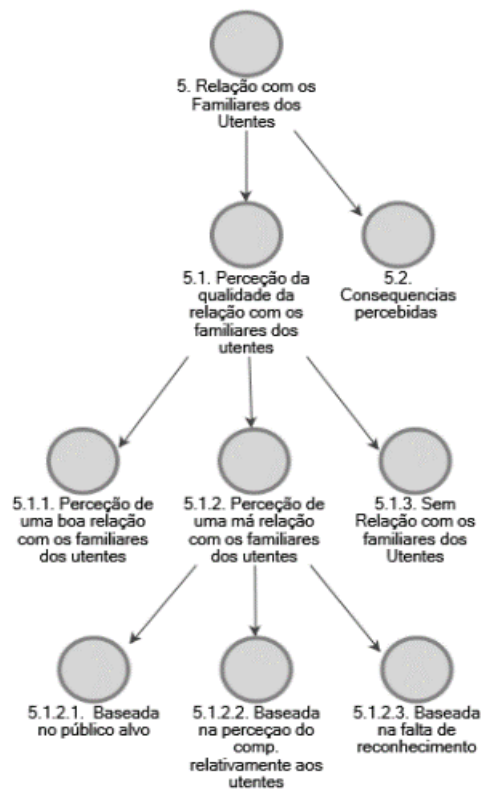 5. Relação com os
Familiares dos
Utentes
5.1. Perceção da
qualidade da
relação com os
familiares dos
utentes
5.2.
Consequencias
percebidas
5.1.1. Perceção de
uma boa relação
com os familiares
dos utentes
5.1.2. Perceção de
uma má relação
com os familiares
dos utentes
5.1.3. Sem
Relação com os
familiares dos
Utentes
5.1.2.1. Baseada
no público alvo
5.1.2.2. Baseada
na perceçao do
comp.
relativamente aos
utentes
5.1.2.3. Baseada
na falta de
reconhecimento